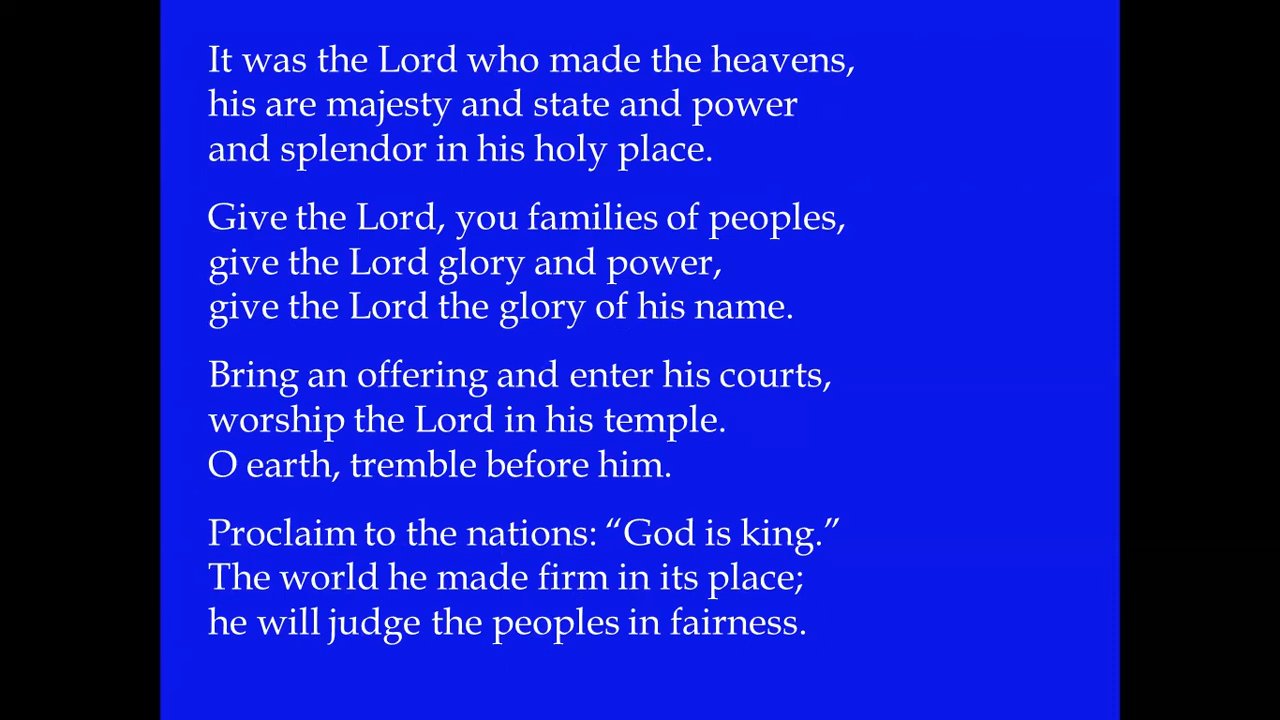 It was the Lord who made the heavens,
his are majesty and state and power
and splendor in his holy place.
Give the Lord, you families of peoples,
give the Lord glory and power,
give the Lord the glory of his name.
Bring an offering and enter his courts,
worship the Lord in his temple.
O earth, tremble before him.
Proclaim to the nations: “God is king.”
The world he made firm in its place;
he will judge the peoples in fairness.